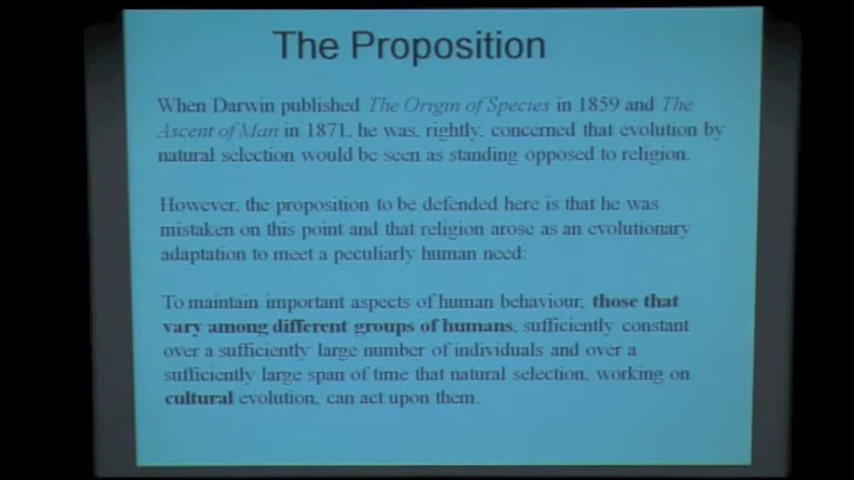 The Proposition
When Darwin published The Origin of Species in 1859 and The
Ascent of Man in 1871, he was, rightly, concerned that evolution by
natural selection would be seen as standing opposed to religion.
However, the proposition to be defended here is that he was
mistaken on this point and that religion arose as an evolutionary
adaptation to meet a peculiarly human need:
To maintain important aspects of human behaviour, those that
vary among different groups of humans, sufficiently constant
over a sufficiently large number of individuals and over a
sufficiently large span of time that natural selection, working on
cultural evolution, can act upon them.